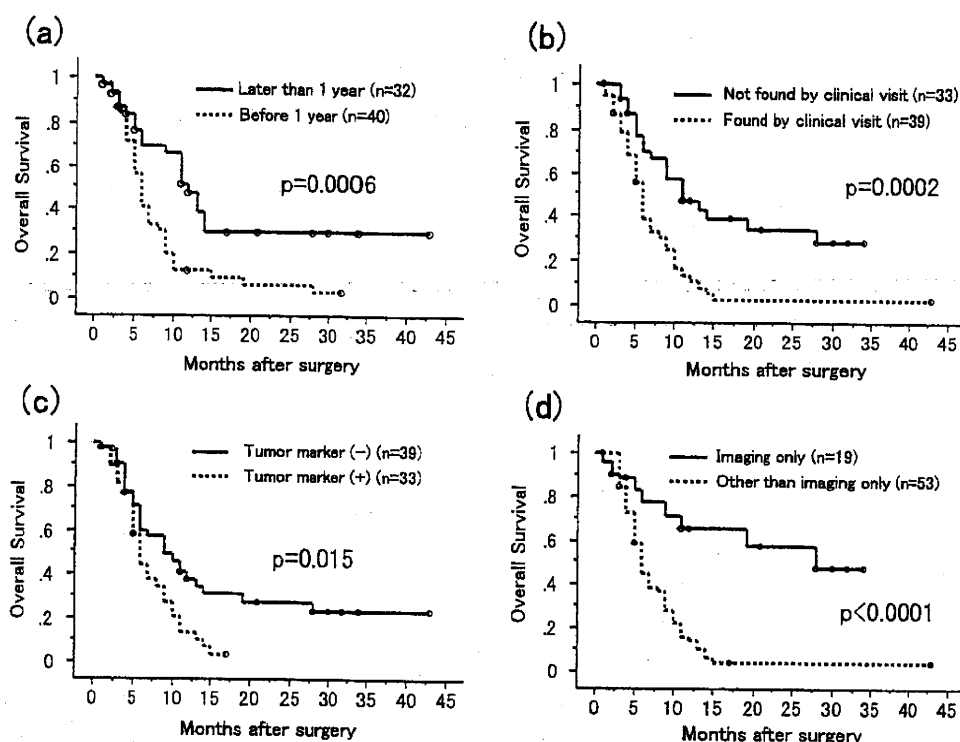 (a)
Later than 1 year (n=32)
Before 1 year (n=40)
p=0.0006
Overall Survival
1
.8
.6
.4
.2
0
0 5 10 15 20 25 30 35 40 45
Months after surgery
(b)
Not found by clinical visit (n=33)
Found by clinical visit (n=39)
p=0.0002
Overall Survival
1
.8
.6
.4
.2
0
0 5 10 15 20 25 30 35 40 45
Months after surgery
(c)
Tumor marker (−) (n=39)
Tumor marker (+) (n=33)
p=0.015
Overall Survival
1
.8
.6
.4
.2
0
0 5 10 15 20 25 30 35 40 45
Months after surgery
(d)
Imaging only (n=19)
Other than imaging only (n=53)
p<0.0001
Overall Survival
1
.8
.6
.4
.2
0
0 5 10 15 20 25 30 35 40 45
Months after surgery